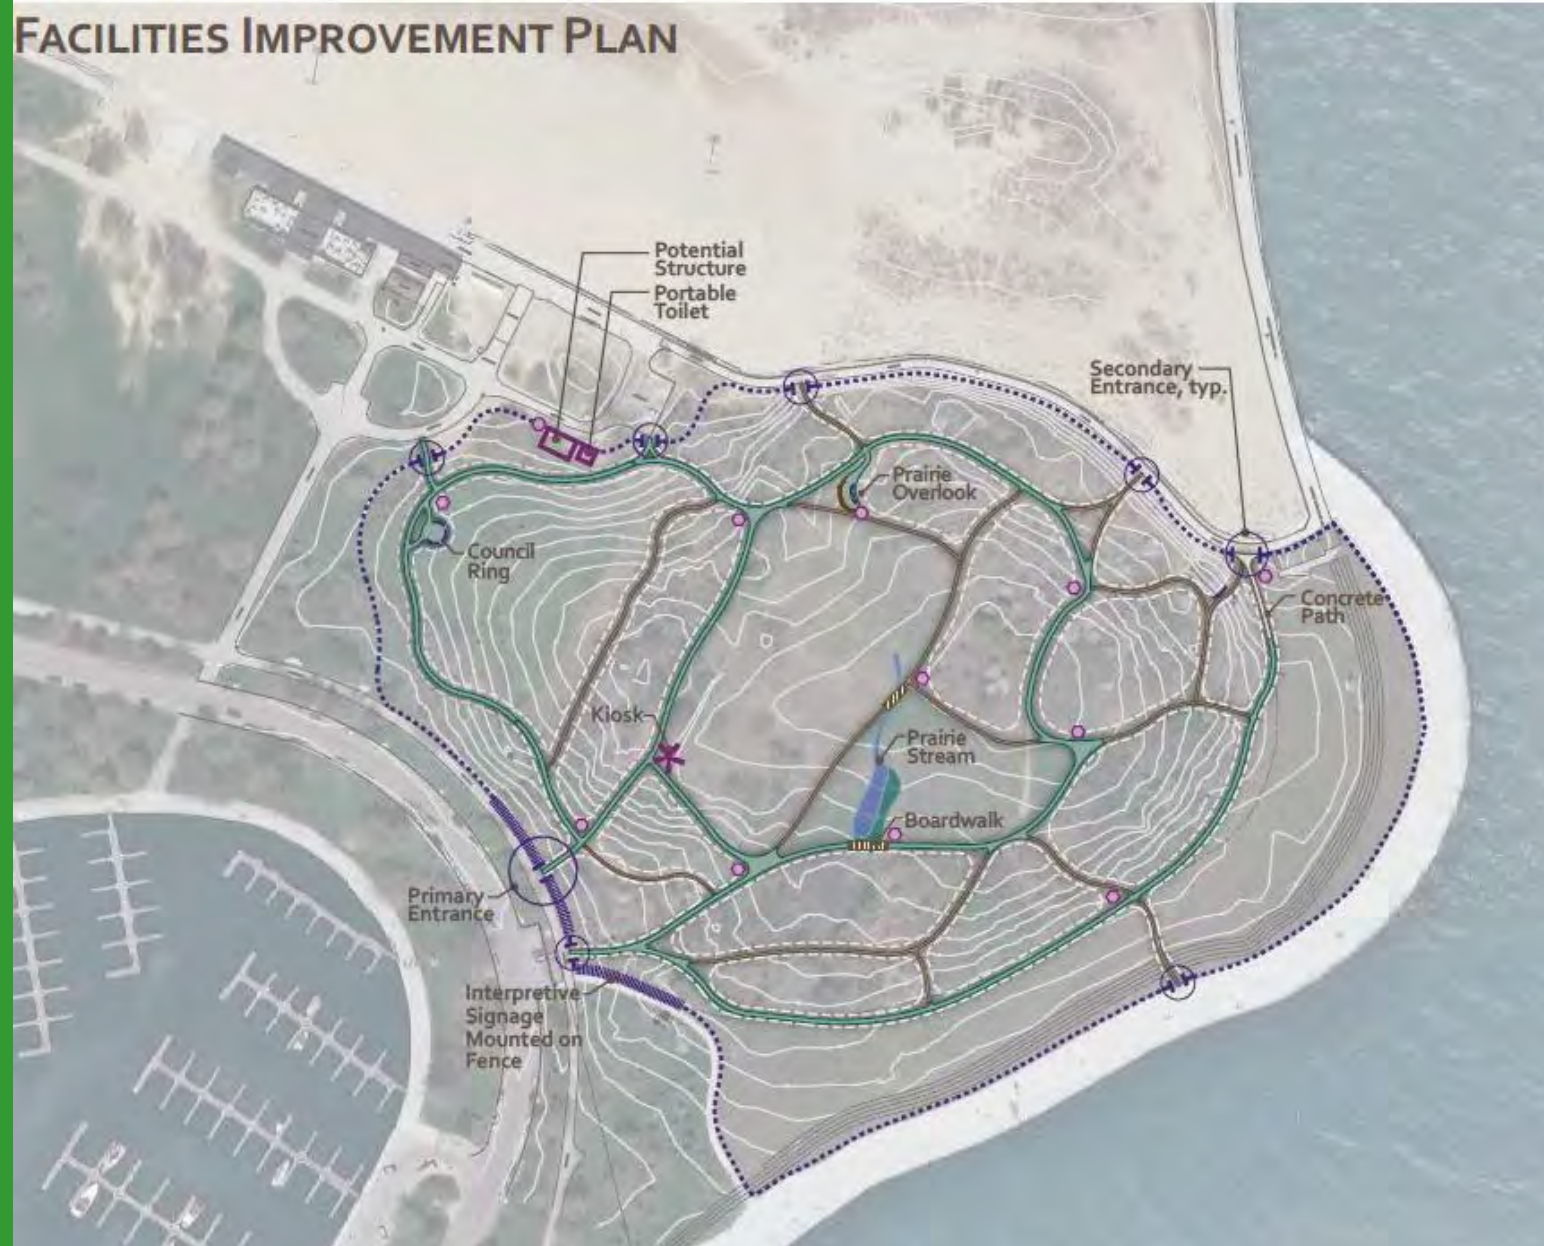 FACILITIES IMPROVEMENT PLAN
Potential
Structure
Portable
Toilet
Secondary
Entrance, typ.
Prairie
Overlook
Council
Ring
Concrete
Path
Kiosk
Prairie
Stream
Boardwalk
Primary
Entrance
Interpretive
Signage
Mounted on
Fence